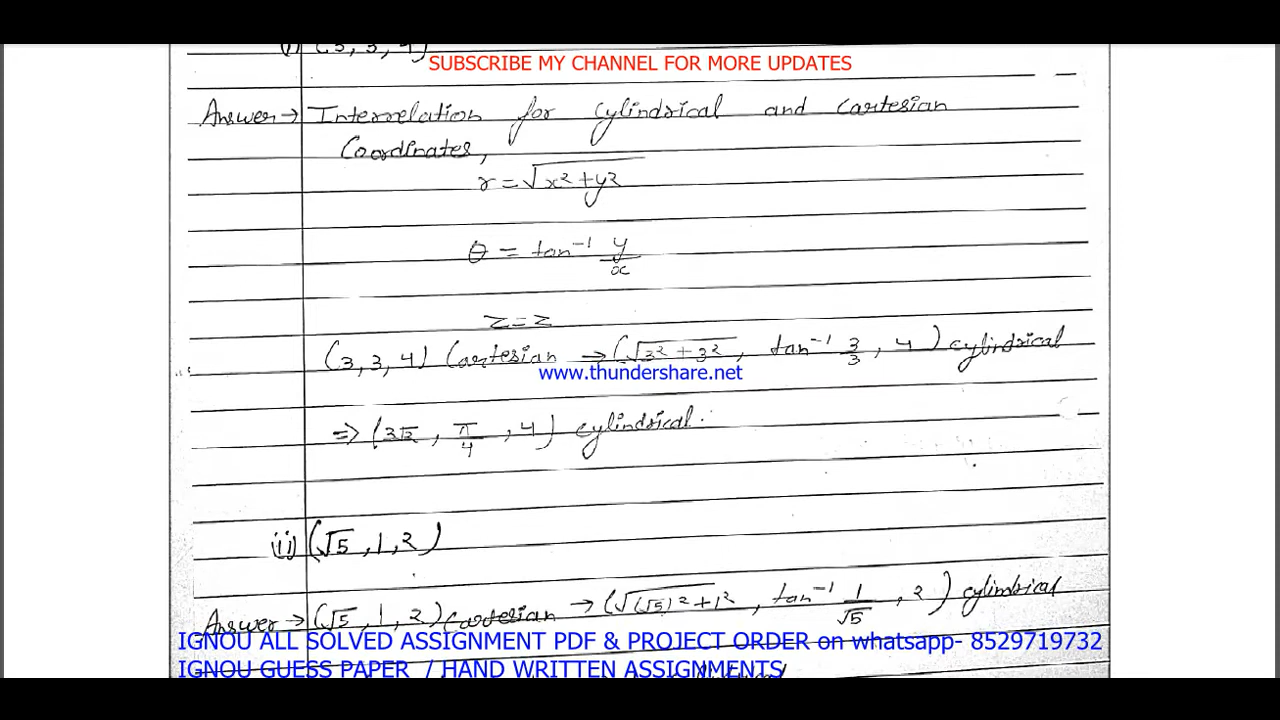 (i) (3, 3, 4)
SUBSCRIBE MY CHANNEL FOR MORE UPDATES
Answer → Interrelation for cylindrical and Cartesian
Coordinates,
r = √x² + y²
θ = tan⁻¹ y/x
z = z
(3, 3, 4) Cartesian → (√3² + 3², tan⁻¹ 3/3, 4) cylindrical
www.thundershare.net
⇒ (3√2, π/4, 4) cylindrical.
ii) (√5, 1, 2)
Answer → (√5, 1, 2) Cartesian → (√(√5)² + 1², tan⁻¹ 1/√5, 2) cylindrical
IGNOU ALL SOLVED ASSIGNMENT PDF & PROJECT ORDER on whatsapp- 8529719732
IGNOU GUESS PAPER / HAND WRITTEN ASSIGNMENTS